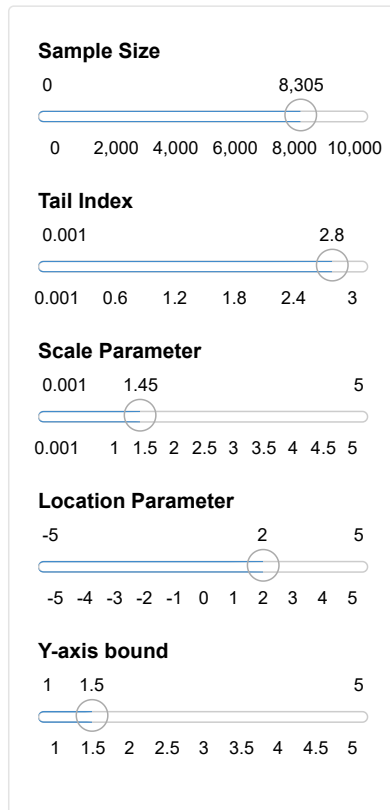 Sample Size
0 8,305
0 2,000 4,000 6,000 8,000 10,000
Tail Index
0.001 2.8
0.001 0.6 1.2 1.8 2.4 3
Scale Parameter
0.001 1.45 5
0.001 1 1.5 2 2.5 3 3.5 4 4.5 5
Location Parameter
-5 2 5
-5 -4 -3 -2 -1 0 1 2 3 4 5
Y-axis bound
1 1.5 5
1 1.5 2 2.5 3 3.5 4 4.5 5